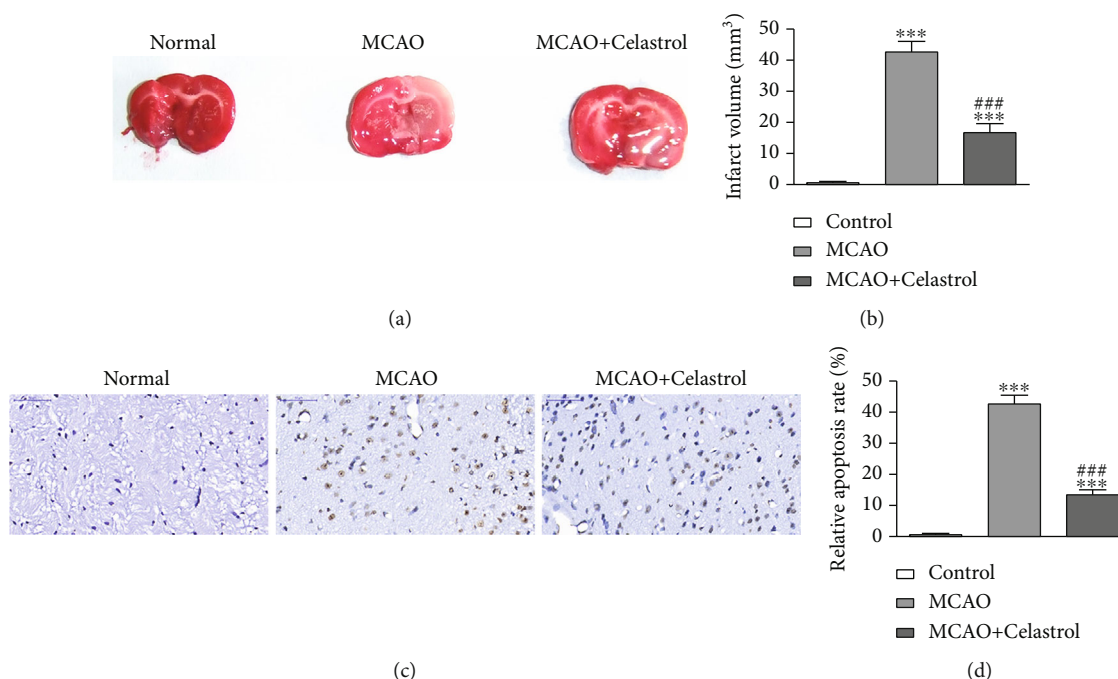 Normal
MCAO
MCAO+Celastrol
(a)
Infarct volume (mm³)
50
40
30
20
10
0
***
###
***
Control
MCAO
MCAO+Celastrol
(b)
Normal
MCAO
MCAO+Celastrol
(c)
Relative apoptosis rate (%)
50
40
30
20
10
0
***
###
***
Control
MCAO
MCAO+Celastrol
(d)